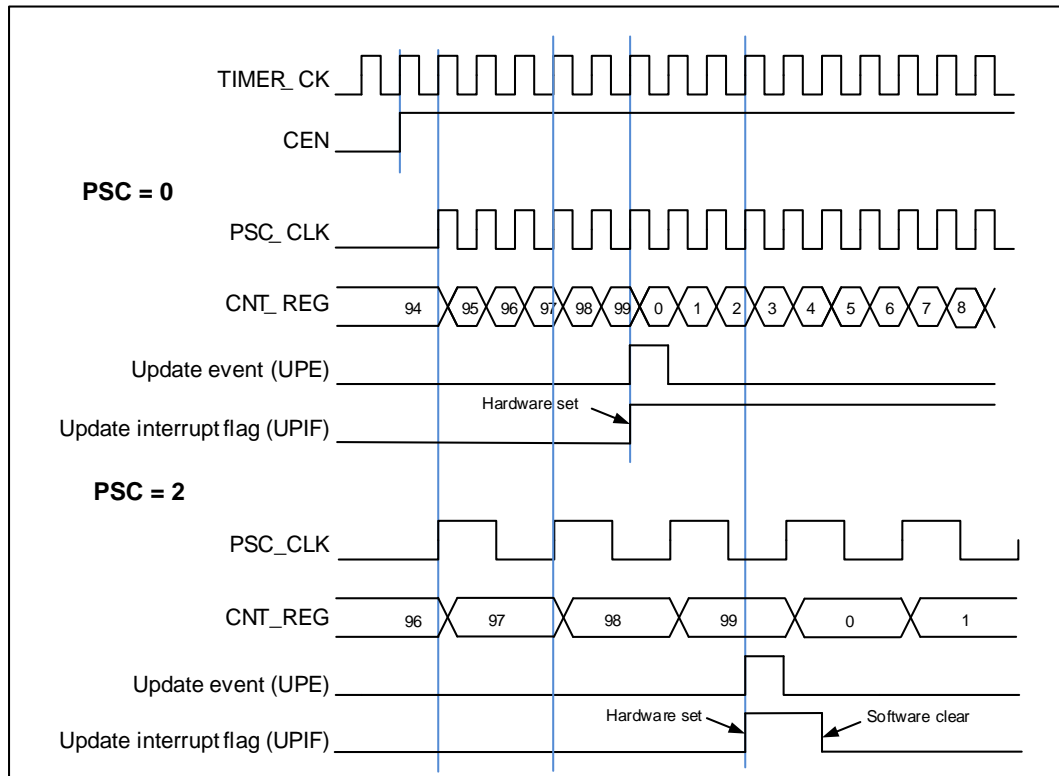 TIMER_CK
CEN
PSC = 0
PSC_CLK
CNT_REG 94 95 96 97 98 99 0 1 2 3 4 5 6 7 8
Update event (UPE)
Hardware set
Update interrupt flag (UPIF)
PSC = 2
PSC_CLK
CNT_REG 96 97 98 99 0 1
Update event (UPE)
Hardware set Software clear
Update interrupt flag (UPIF)